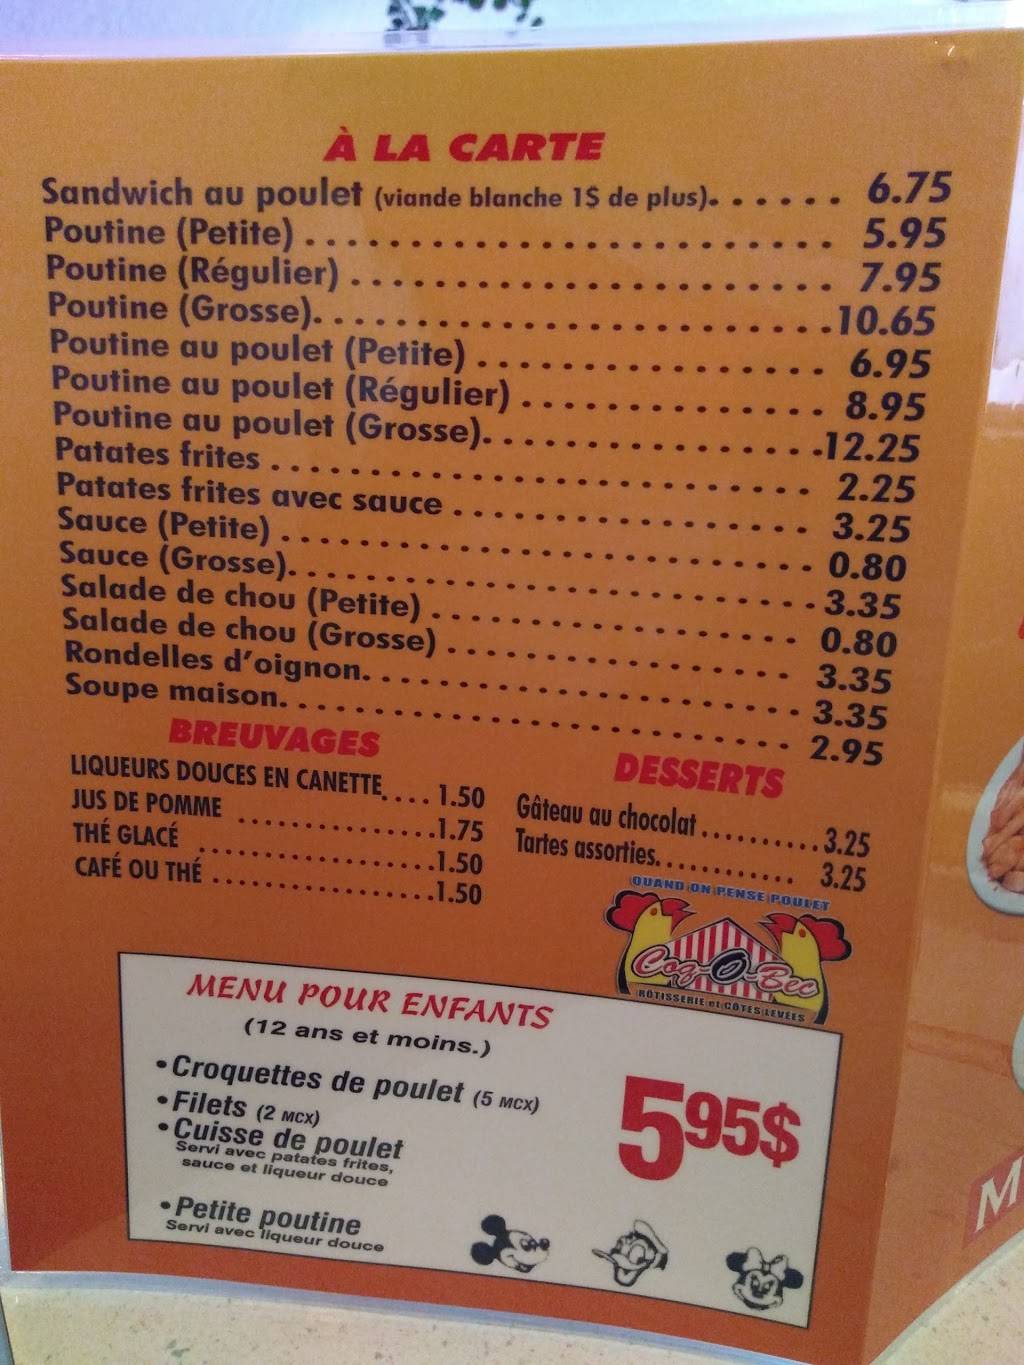 À LA CARTE
Sandwich au poulet (viande blanche 1$ de plus). . . . . . 6.75
Poutine (Petite) . . . . . . . . . . . . . . . . . . . . . 5.95
Poutine (Régulier) . . . . . . . . . . . . . . . . . . . 7.95
Poutine (Grosse). . . . . . . . . . . . . . . . . . . . .10.65
Poutine au poulet (Petite) . . . . . . . . . . . . . . 6.95
Poutine au poulet (Régulier) . . . . . . . . . . . . 8.95
Poutine au poulet (Grosse). . . . . . . . . . . . . .12.25
Patates frites . . . . . . . . . . . . . . . . . . . . . . 2.25
Patates frites avec sauce . . . . . . . . . . . . . . 3.25
Sauce (Petite) . . . . . . . . . . . . . . . . . . . . . . 0.80
Sauce (Grosse). . . . . . . . . . . . . . . . . . . . . . 3.35
Salade de chou (Petite) . . . . . . . . . . . . . . . 0.80
Salade de chou (Grosse) . . . . . . . . . . . . . . 3.35
Rondelles d'oignon. . . . . . . . . . . . . . . . . . 3.35
Soupe maison. . . . . . . . . . . . . . . . . . . . . . 2.95
BREUVAGES
LIQUEURS DOUCES EN CANETTE. . . . 1.50
JUS DE POMME . . . . . . . . . . . . . .1.75
THÉ GLACÉ . . . . . . . . . . . . . . . . .1.50
CAFÉ OU THÉ . . . . . . . . . . . . . . . .1.50
DESSERTS
Gâteau au chocolat . . . . . . . . .3.25
Tartes assorties. . . . . . . . . . . . 3.25
QUAND ON PENSE POULET
Coq-O-Bec
RÔTISSERIE et CÔTES LEVÉES
MENU POUR ENFANTS
(12 ans et moins.)
•Croquettes de poulet (5 MCX)
•Filets (2 MCX)
•Cuisse de poulet
Servi avec patates frites,
sauce et liqueur douce
•Petite poutine
Servi avec liqueur douce
5.95$
M